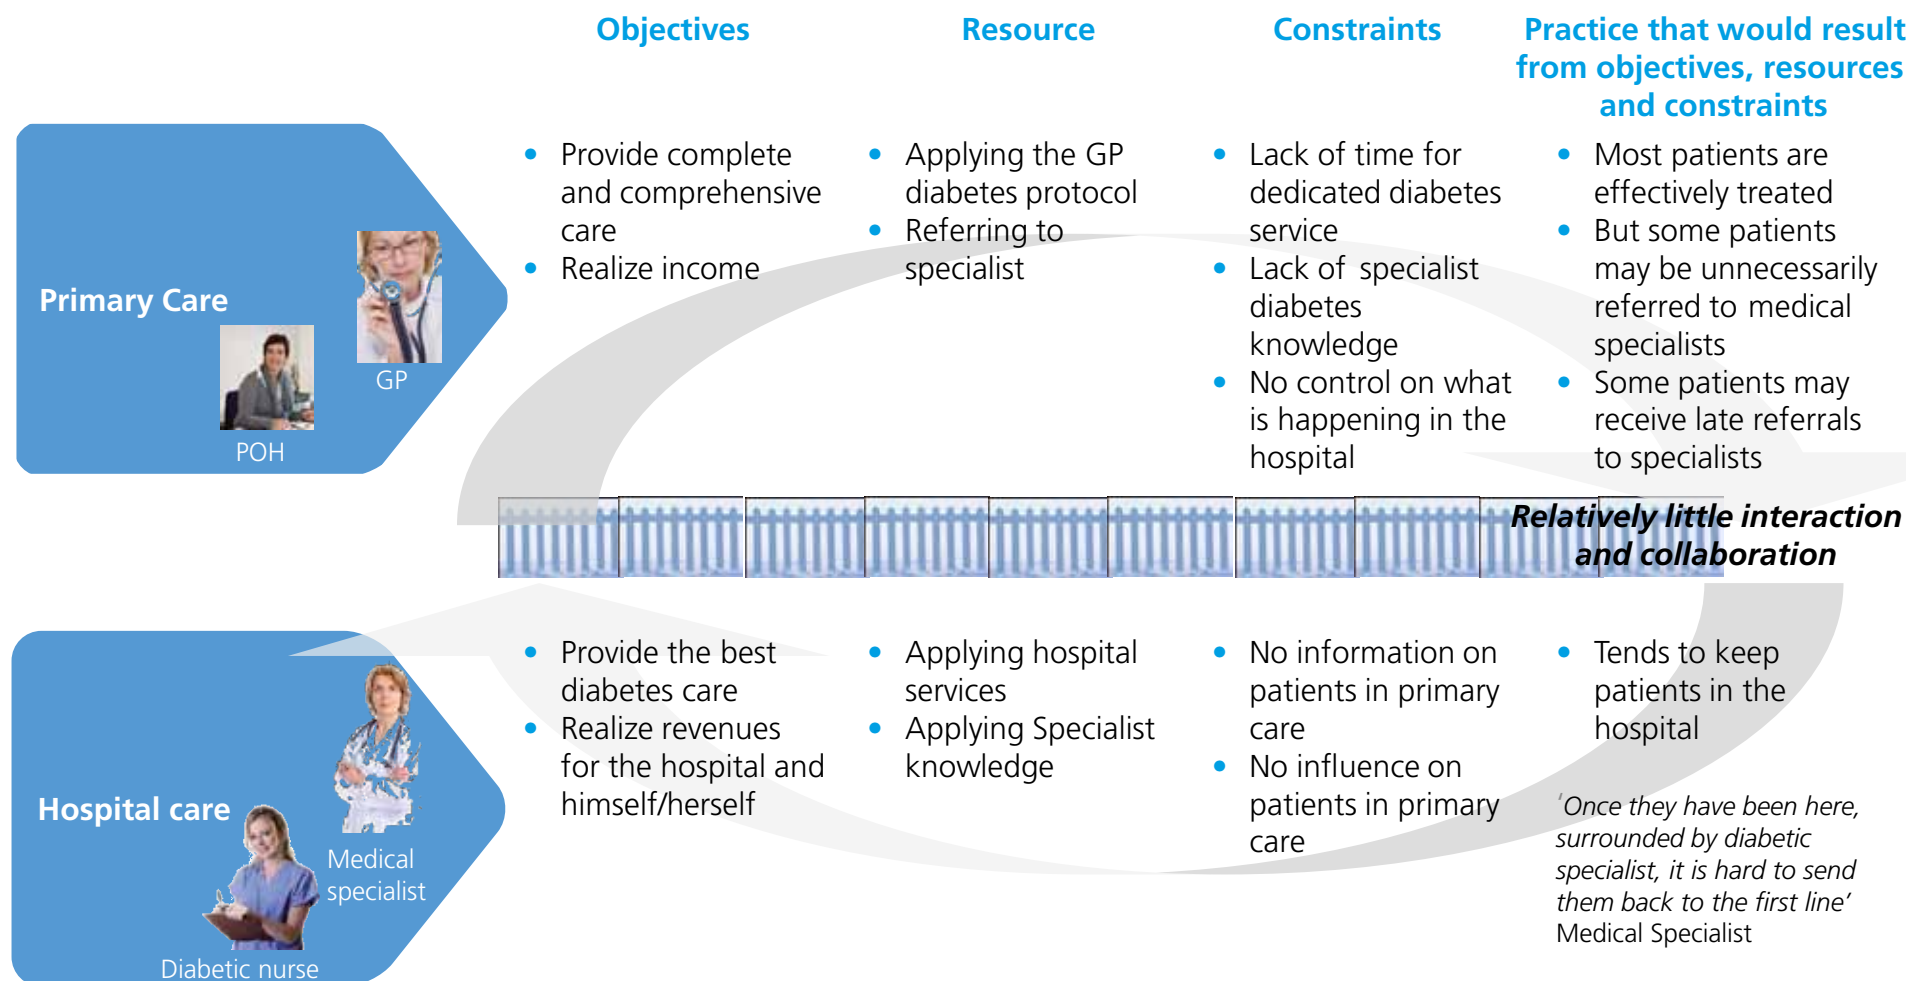 Objectives
Resource
Constraints
Practice that would result
from objectives, resources
and constraints
Primary Care
GP
POH
• Provide complete
and comprehensive
care
• Realize income
• Applying the GP
diabetes protocol
• Referring to
specialist
• Lack of time for
dedicated diabetes
service
• Lack of specialist
diabetes
knowledge
• No control on what
is happening in the
hospital
• Most patients are
effectively treated
• But some patients
may be unnecessarily
referred to medical
specialists
• Some patients may
receive late referrals
to specialists
Relatively little interaction
and collaboration
Hospital care
Medical
specialist
Diabetic nurse
• Provide the best
diabetes care
• Realize revenues
for the hospital and
himself/herself
• Applying hospital
services
• Applying Specialist
knowledge
• No information on
patients in primary
care
• No influence on
patients in primary
care
• Tends to keep
patients in the
hospital
'Once they have been here,
surrounded by diabetic
specialist, it is hard to send
them back to the first line'
Medical Specialist